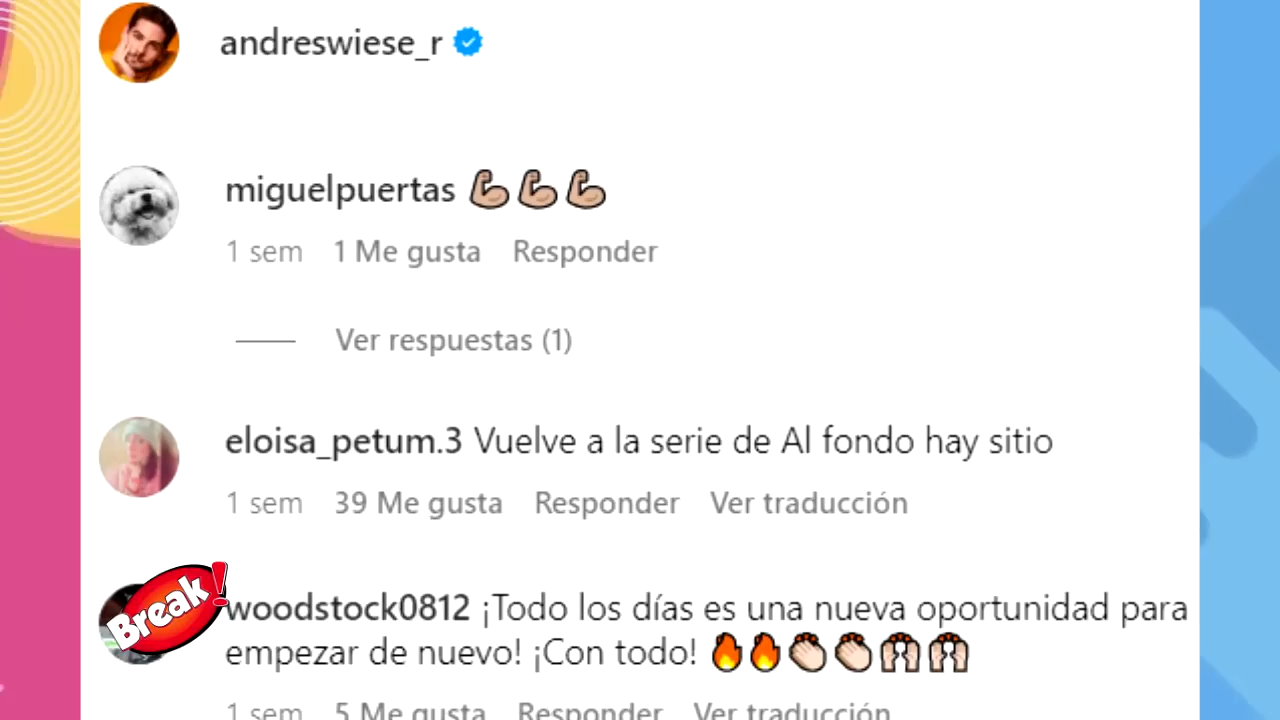 andreswiese_r
miguelpuertas 💪🏼💪🏼💪🏼
1 sem 1 Me gusta Responder
Ver respuestas (1)
eloisa_petum.3 Vuelve a la serie de Al fondo hay sitio
1 sem 39 Me gusta Responder Ver traducción
Break!
woodstock0812 ¡Todo los días es una nueva oportunidad para
empezar de nuevo! ¡Con todo! 🔥🔥👏🏻👏🏻🙌🏻🙌🏻
1 sem 5 Me gusta Responder Ver traducción